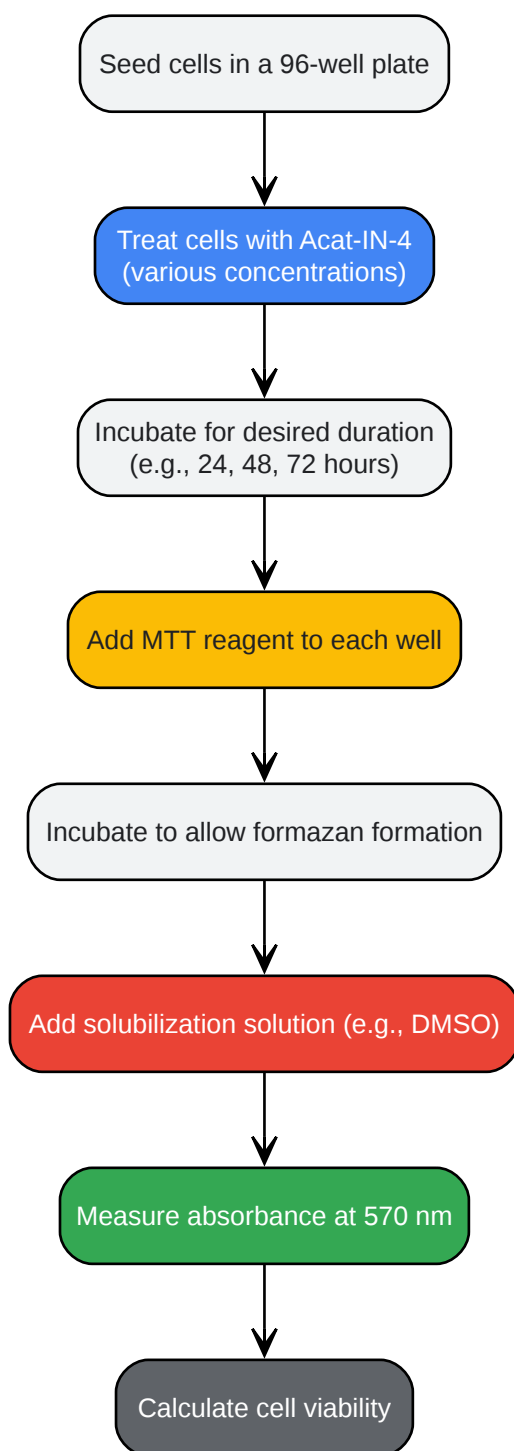 Seed cells in a 96-well plate
Treat cells with Acat-IN-4
(various concentrations)
Incubate for desired duration
(e.g., 24, 48, 72 hours)
Add MTT reagent to each well
Incubate to allow formazan formation
Add solubilization solution (e.g., DMSO)
Measure absorbance at 570 nm
Calculate cell viability